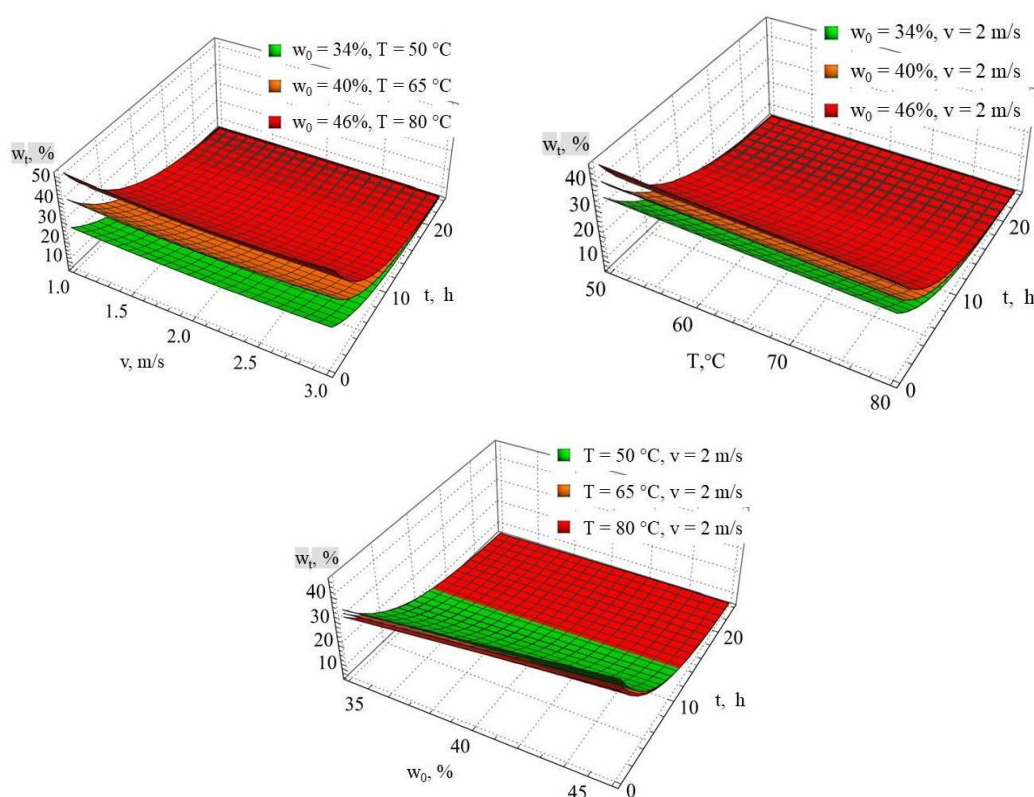 w₀ = 34%, T = 50 °C
w₀ = 40%, T = 65 °C
w₀ = 46%, T = 80 °C
wₜ, %
50
40
30
20
10
1.0
1.5
2.0
2.5
3.0
v, m/s
0
10
20
t, h
w₀ = 34%, v = 2 m/s
w₀ = 40%, v = 2 m/s
w₀ = 46%, v = 2 m/s
wₜ, %
40
30
20
10
50
60
70
80
T,°C
0
10
20
t, h
T = 50 °C, v = 2 m/s
T = 65 °C, v = 2 m/s
T = 80 °C, v = 2 m/s
wₜ, %
40
30
20
10
35
40
45
w₀, %
0
10
20
t, h